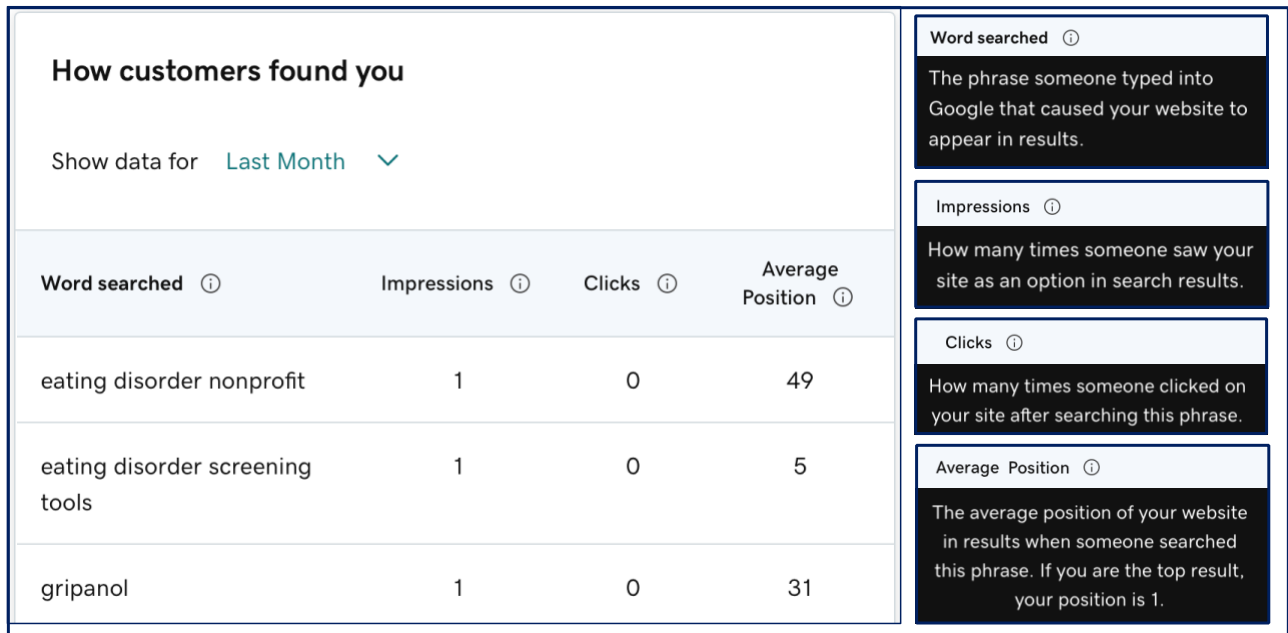 How customers found you
Show data for Last Month
Word searched Impressions Clicks Average
Position
eating disorder nonprofit 1 0 49
eating disorder screening 1 0 5
tools
gripanol 1 0 31
Word searched
The phrase someone typed into
Google that caused your website to
appear in results.
Impressions
How many times someone saw your
site as an option in search results.
Clicks
How many times someone clicked on
your site after searching this phrase.
Average Position
The average position of your website
in results when someone searched
this phrase. If you are the top result,
your position is 1.